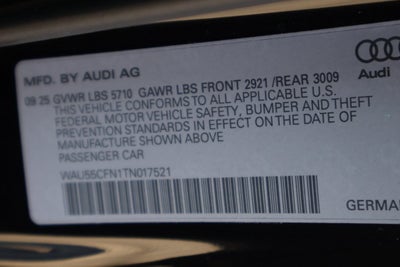 MFD. BY AUDI AG
Audi
09 25 GVWR LBS 5710 GAWR LBS FRONT 2921 /REAR 3009
THIS VEHICLE CONFORMS TO ALL APPLICABLE U.S.
FEDERAL MOTOR VEHICLE SAFETY, BUMPER AND THEFT
PREVENTION STANDARDS IN EFFECT ON THE DATE OF
MANUFACTURE SHOWN ABOVE
PASSENGER CAR
WAU56CFN1TN017521
GERMAN